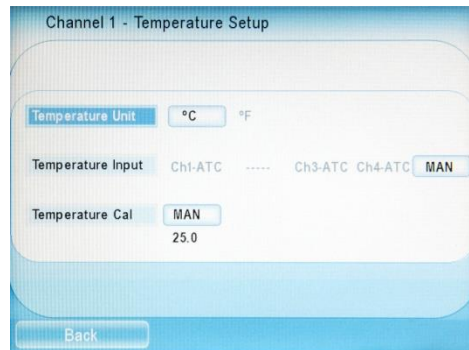 Channel 1 - Temperature Setup
Temperature Unit °C °F
Temperature Input Ch1-ATC ----- Ch3-ATC Ch4-ATC MAN
Temperature Cal MAN
25.0
Back